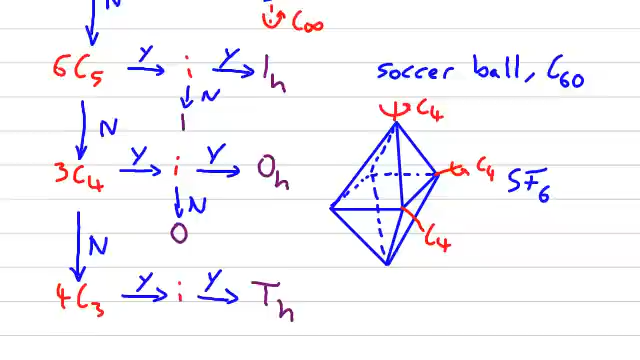 N
C∞
6C5 Y i Y Ih
soccer ball, C60
N
I
N
C4
3C4 Y i Y Oh
C4
SF6
N
O
C4
N
4C3 Y i Y Th